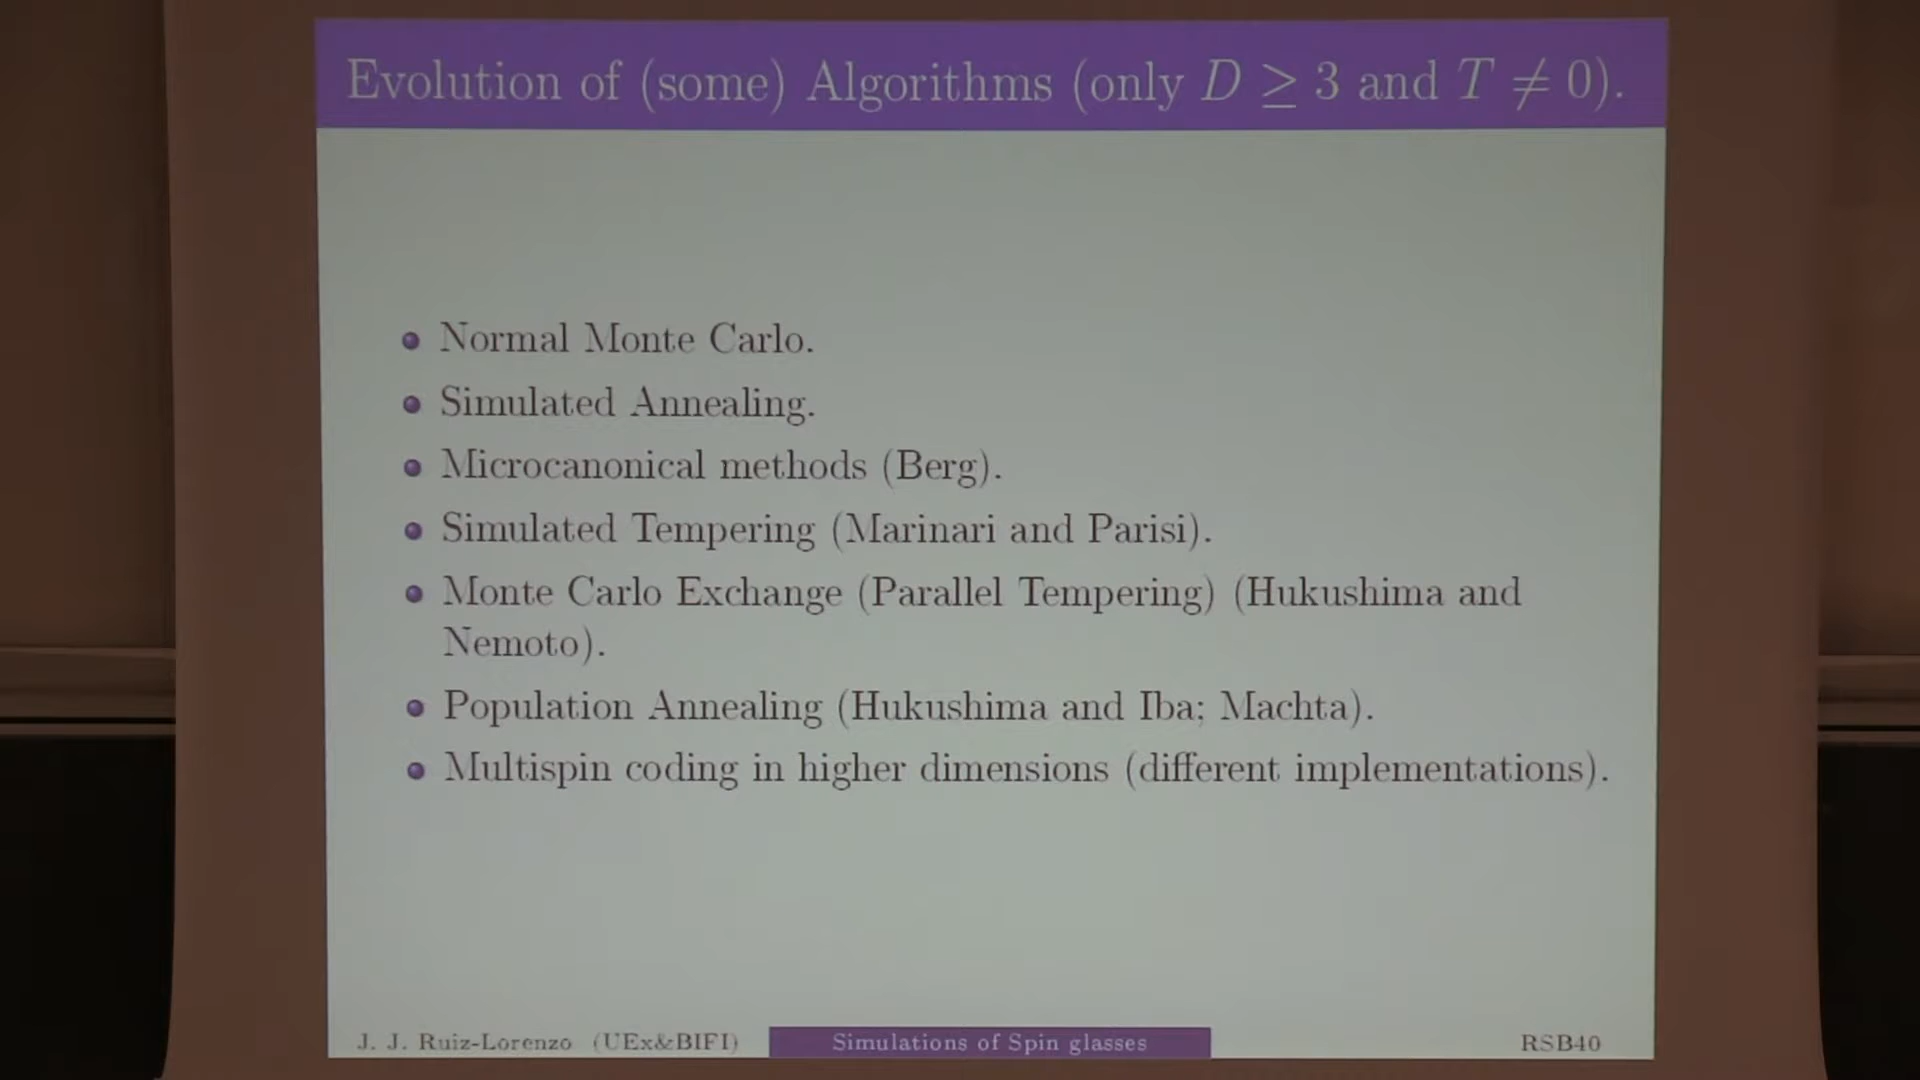 Evolution of (some) Algorithms (only D ≥ 3 and T ≠ 0).
Normal Monte Carlo.
Simulated Annealing.
Microcanonical methods (Berg).
Simulated Tempering (Marinari and Parisi).
Monte Carlo Exchange (Parallel Tempering) (Hukushima and
Nemoto).
Population Annealing (Hukushima and Iba; Machta).
Multispin coding in higher dimensions (different implementations).
J. J. Ruiz-Lorenzo (UEx&BIFI) Simulations of Spin glasses RSB40